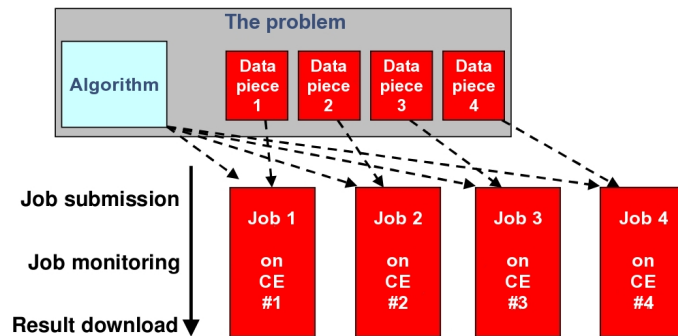 The problem
Algorithm
Data
piece
1
Data
piece
2
Data
piece
3
Data
piece
4
Job submission
Job monitoring
Result download
Job 1
on
CE
#1
Job 2
on
CE
#2
Job 3
on
CE
#3
Job 4
on
CE
#4